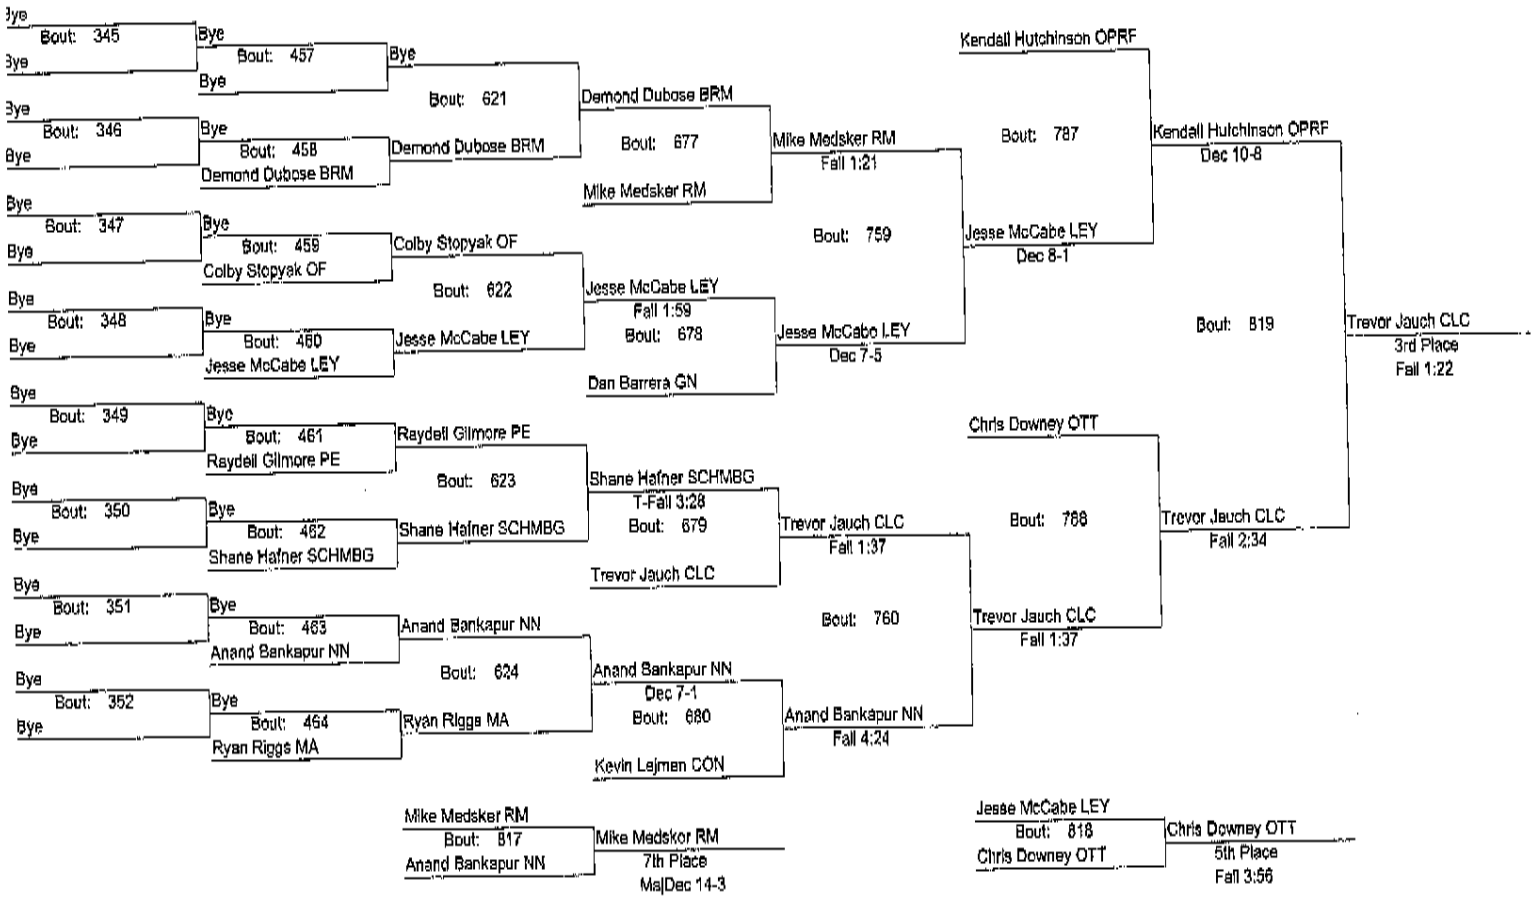 Bye
Bout: 345
Bye
Bye
Bout: 457
Bye
Bye
Bout: 621
Bye
Bout: 346
Bye
Bye
Bout: 458
Demond Dubose BRM
Demond Dubose BRM
Demond Dubose BRM
Bout: 677
Mike Medsker RM
Mike Medsker RM
Fall 1:21
Bye
Bout: 347
Bye
Bye
Bout: 459
Colby Stopyak OF
Colby Stopyak OF
Bout: 622
Bye
Bout: 348
Bye
Bye
Bout: 460
Jesse McCabe LEY
Jesse McCabe LEY
Jesse McCabe LEY
Fall 1:59
Bout: 678
Dan Barrera GN
Jesse McCabe LEY
Dec 7-5
Bout: 759
Jesse McCabe LEY
Dec 8-1
Kendall Hutchinson OPRF
Bout: 787
Kendall Hutchinson OPRF
Dec 10-8
Bout: 819
Trevor Jauch CLC
3rd Place
Fall 1:22
Bye
Bout: 349
Bye
Bye
Bout: 461
Raydell Gilmore PE
Raydell Gilmore PE
Bout: 623
Bye
Bout: 350
Bye
Bye
Bout: 462
Shane Hafner SCHMBG
Shane Hafner SCHMBG
Shane Hafner SCHMBG
T-Fall 3:28
Bout: 679
Trevor Jauch CLC
Trevor Jauch CLC
Fall 1:37
Bye
Bout: 351
Bye
Bye
Bout: 463
Anand Bankapur NN
Anand Bankapur NN
Bout: 624
Bye
Bout: 352
Bye
Bye
Bout: 464
Ryan Riggs MA
Ryan Riggs MA
Anand Bankapur NN
Dec 7-1
Bout: 680
Kevin Lejman CON
Anand Bankapur NN
Fall 4:24
Bout: 760
Trevor Jauch CLC
Fall 1:37
Chris Downey OTT
Bout: 788
Trevor Jauch CLC
Fall 2:34
Mike Medsker RM
Bout: 817
Anand Bankapur NN
Mike Medsker RM
7th Place
MajDec 14-3
Jesse McCabe LEY
Bout: 818
Chris Downey OTT
Chris Downey OTT
5th Place
Fall 3:56